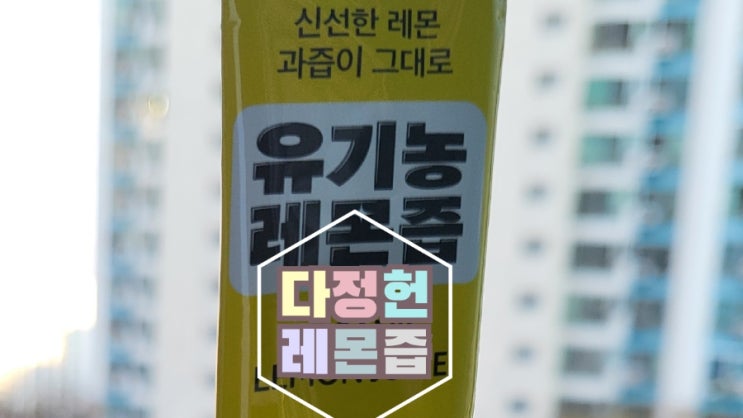 신선한 레몬
과즙이 그대로
유기농
레몬즙
다정헌
레몬즙